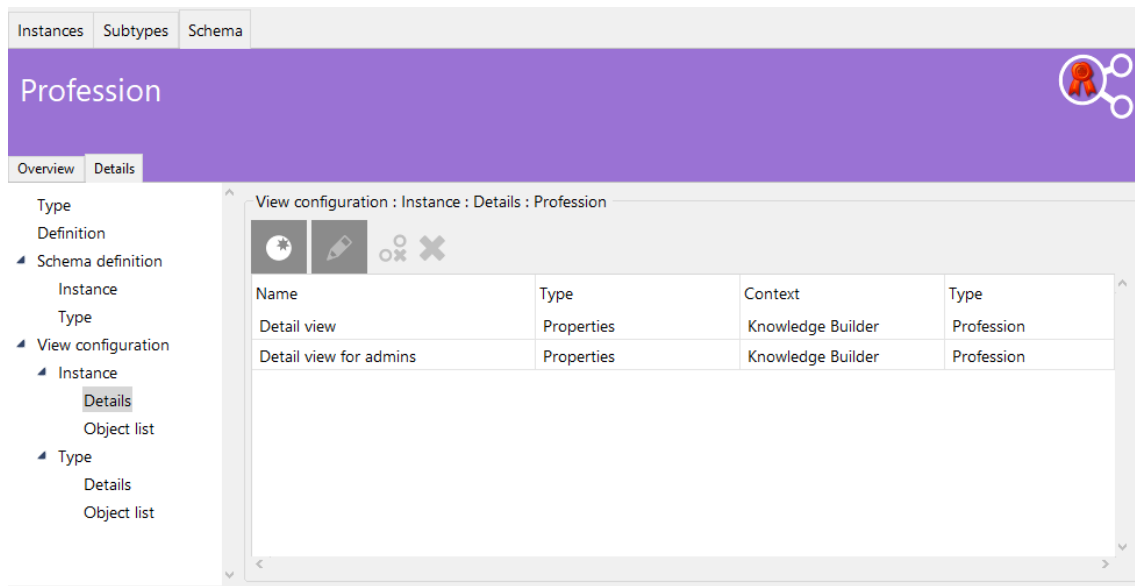 Instances Subtypes Schema
Profession
Overview Details
Type
Definition
Schema definition
Instance
Type
View configuration
Instance
Details
Object list
Type
Details
Object list
View configuration : Instance : Details : Profession
Name Type Context Type
Detail view Properties Knowledge Builder Profession
Detail view for admins Properties Knowledge Builder Profession